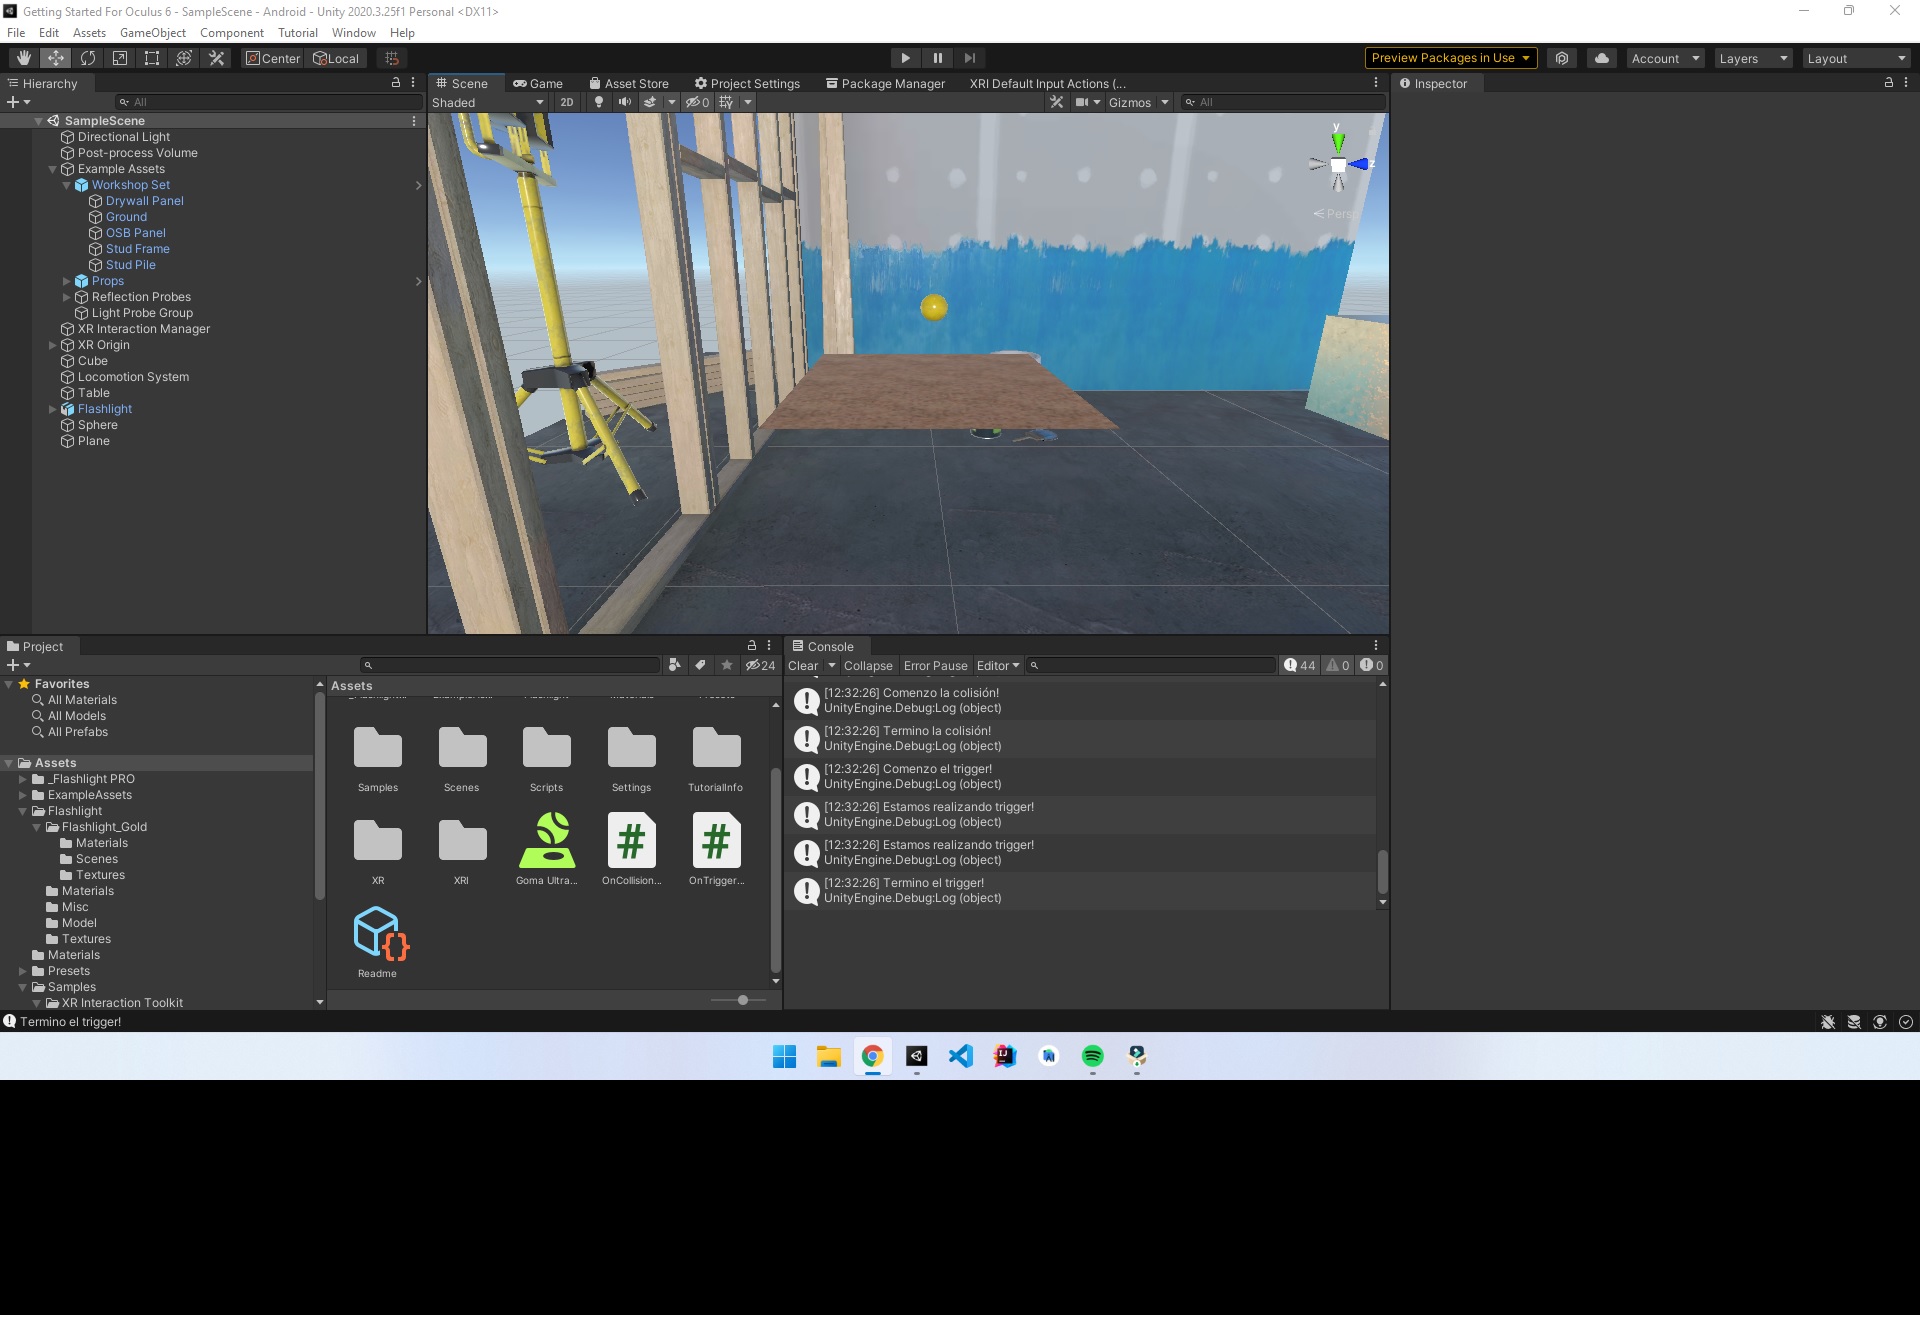 Getting Started For Oculus 6 - SampleScene - Android - Unity 2020.3.25f1 Personal <DX11>
File Edit Assets GameObject Component Tutorial Window Help
Center Local Preview Packages in Use Account Layers Layout
Hierarchy
All
SampleScene
Directional Light
Post-process Volume
Example Assets
Workshop Set
Drywall Panel
Ground
OSB Panel
Stud Frame
Stud Pile
Props
Reflection Probes
Light Probe Group
XR Interaction Manager
XR Origin
Cube
Locomotion System
Table
Flashlight
Sphere
Plane
Scene Game Asset Store Project Settings Package Manager XRI Default Input Actions (...
Shaded 2D 0 Gizmos All
y
z
Persp
Inspector
Project
24
Favorites
All Materials
All Models
All Prefabs
Assets
_Flashlight PRO
ExampleAssets
Flashlight
Flashlight_Gold
Materials
Scenes
Textures
Materials
Misc
Model
Textures
Materials
Presets
Samples
XR Interaction Toolkit
Assets
Samples Scenes Scripts Settings TutorialInfo
XR XRI Goma Ultra... OnCollision... OnTrigger...
Readme
Console
Clear Collapse Error Pause Editor 44 0 0
[12:32:26] Comenzo la colisión!
UnityEngine.Debug:Log (object)
[12:32:26] Termino la colisión!
UnityEngine.Debug:Log (object)
[12:32:26] Comenzo el trigger!
UnityEngine.Debug:Log (object)
[12:32:26] Estamos realizando trigger!
UnityEngine.Debug:Log (object)
[12:32:26] Estamos realizando trigger!
UnityEngine.Debug:Log (object)
[12:32:26] Termino el trigger!
UnityEngine.Debug:Log (object)
Termino el trigger!